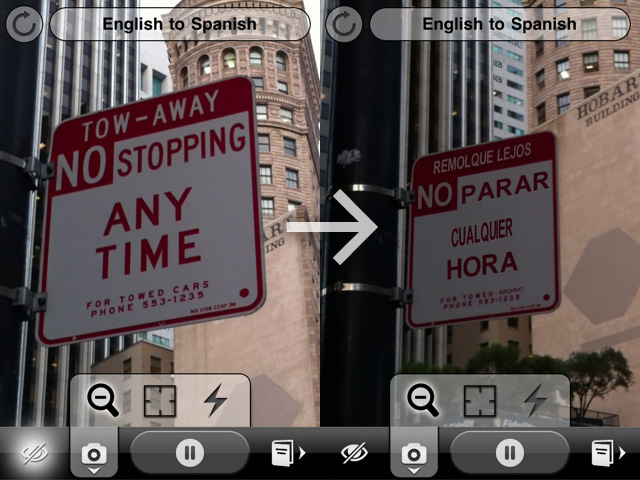 English to Spanish
TOW-AWAY
NO STOPPING
ANY
TIME
FOR TOWED CARS
PHONE 553-1235
English to Spanish
HOBAR
BUILDING
REMOLQUE LEJOS
NO PARAR
CUALQUIER
HORA
FOR TOWED ARCHIVO
PHONE 553-1235